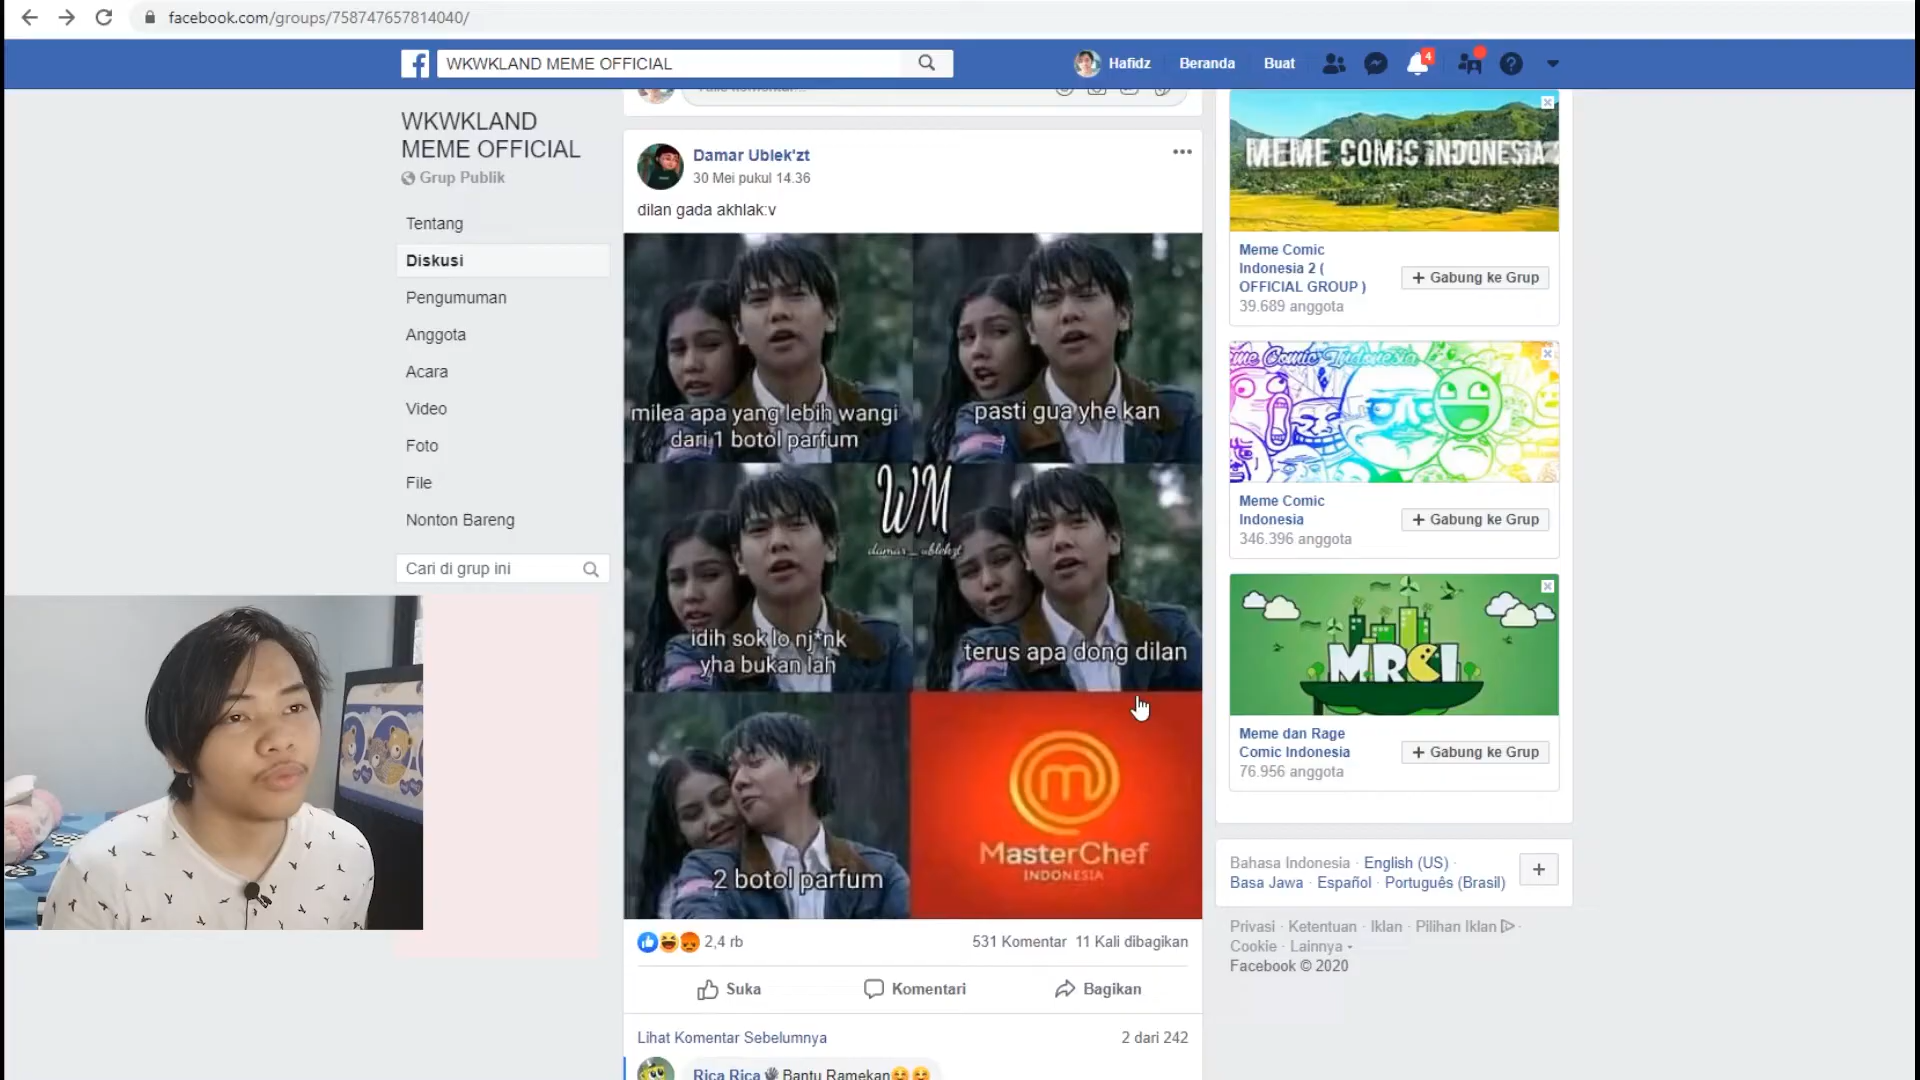 facebook.com/groups/758747657814040/
WKWKLAND MEME OFFICIAL
Hafidz
Beranda
Buat
4
WKWKLAND
MEME OFFICIAL
Grup Publik
Tentang
Diskusi
Pengumuman
Anggota
Acara
Video
Foto
File
Nonton Bareng
Cari di grup ini
Damar Ublek'zt
30 Mei pukul 14.36
dilan gada akhlak:v
milea apa yang lebih wangi
dari 1 botol parfum
pasti gua yhe kan
WM
damar_ublekzt
idih sok lo nj*nk
yha bukan lah
terus apa dong dilan
2 botol parfum
MasterChef
INDONESIA
2,4 rb
531 Komentar
11 Kali dibagikan
Suka
Komentari
Bagikan
Lihat Komentar Sebelumnya
2 dari 242
Rica Rica Bantu Ramekan
MEME COMIC INDONESIA
Meme Comic
Indonesia 2 (
OFFICIAL GROUP )
39.689 anggota
+ Gabung ke Grup
me Comic Indonesia
Meme Comic
Indonesia
346.396 anggota
+ Gabung ke Grup
MRCI
Meme dan Rage
Comic Indonesia
76.956 anggota
+ Gabung ke Grup
Bahasa Indonesia · English (US) ·
Basa Jawa · Español · Português (Brasil)
Privasi · Ketentuan · Iklan · Pilihan Iklan ·
Cookie · Lainnya
Facebook © 2020